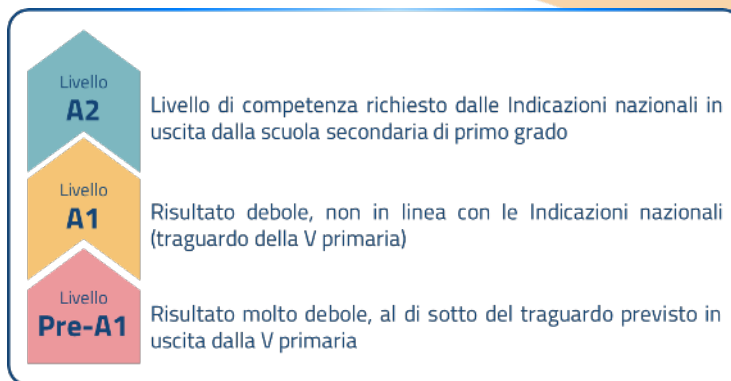 Livello
A2
Livello di competenza richiesto dalle Indicazioni nazionali in
uscita dalla scuola secondaria di primo grado
Livello
A1
Risultato debole, non in linea con le Indicazioni nazionali
(traguardo della V primaria)
Livello
Pre-A1
Risultato molto debole, al di sotto del traguardo previsto in
uscita dalla V primaria